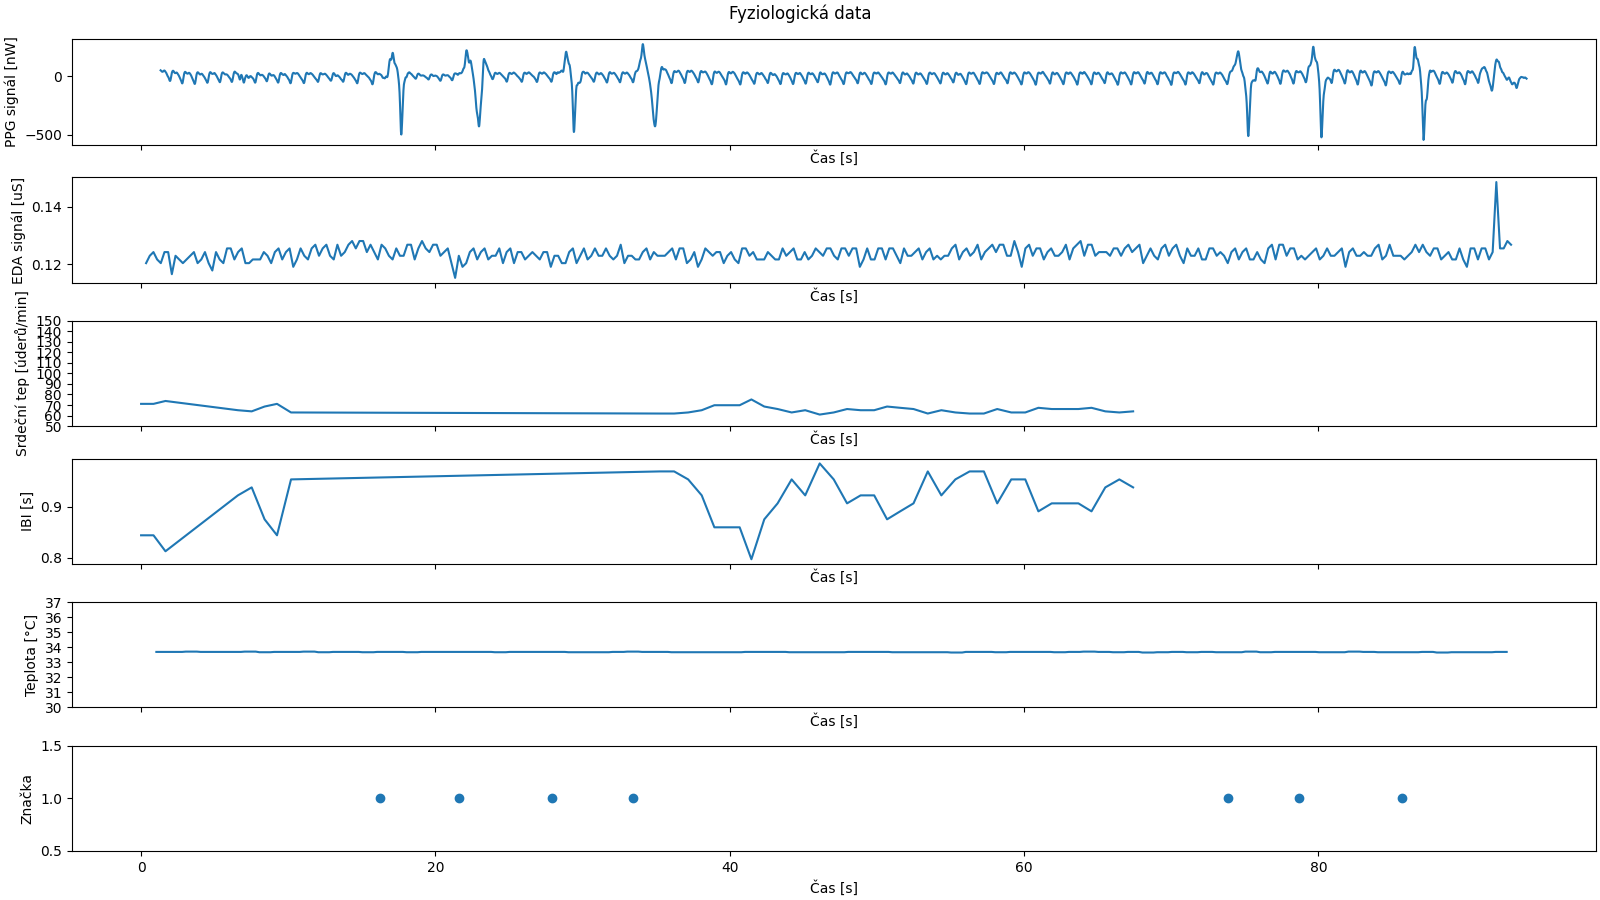 Fyziologická data
PPG signál [nW]
0
−500
Čas [s]
EDA signál [uS]
0.14
0.12
Čas [s]
Srdeční tep [úderů/min]
150
140
130
120
110
100
90
80
70
60
50
Čas [s]
IBI [s]
0.9
0.8
Čas [s]
Teplota [°C]
37
36
35
34
33
32
31
30
Čas [s]
Značka
1.5
1.0
0.5
0 20 40 60 80
Čas [s]